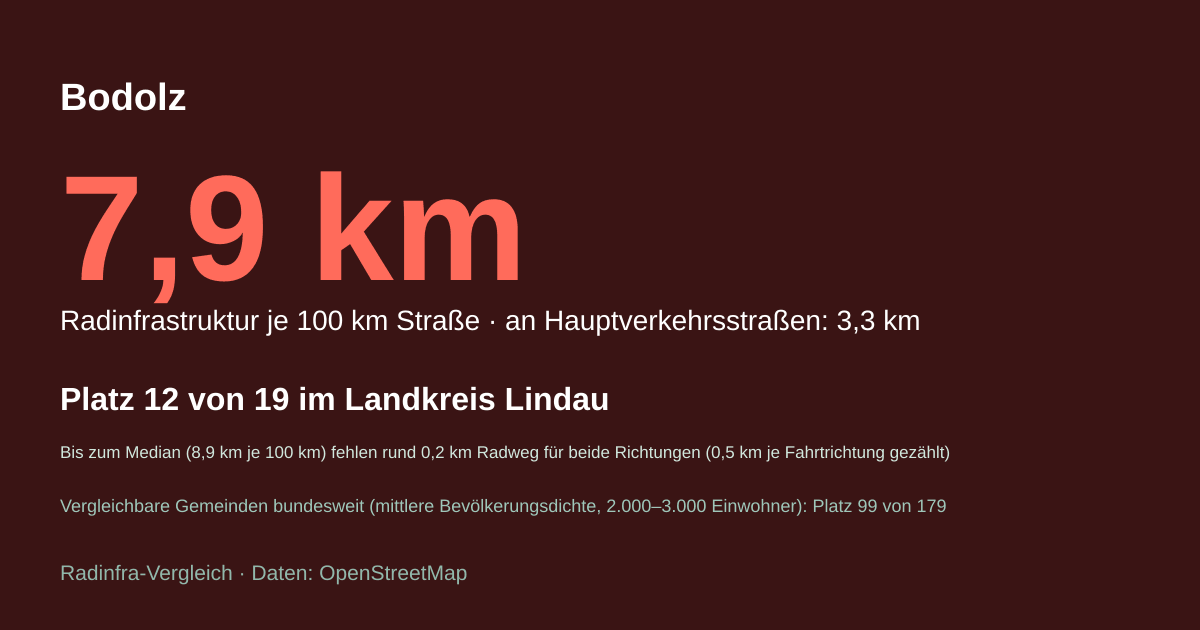 Bodolz
7,9 km
Radinfrastruktur je 100 km Straße · an Hauptverkehrsstraßen: 3,3 km
Platz 12 von 19 im Landkreis Lindau
Bis zum Median (8,9 km je 100 km) fehlen rund 0,2 km Radweg für beide Richtungen (0,5 km je Fahrtrichtung gezählt)
Vergleichbare Gemeinden bundesweit (mittlere Bevölkerungsdichte, 2.000–3.000 Einwohner): Platz 99 von 179
Radinfra-Vergleich · Daten: OpenStreetMap